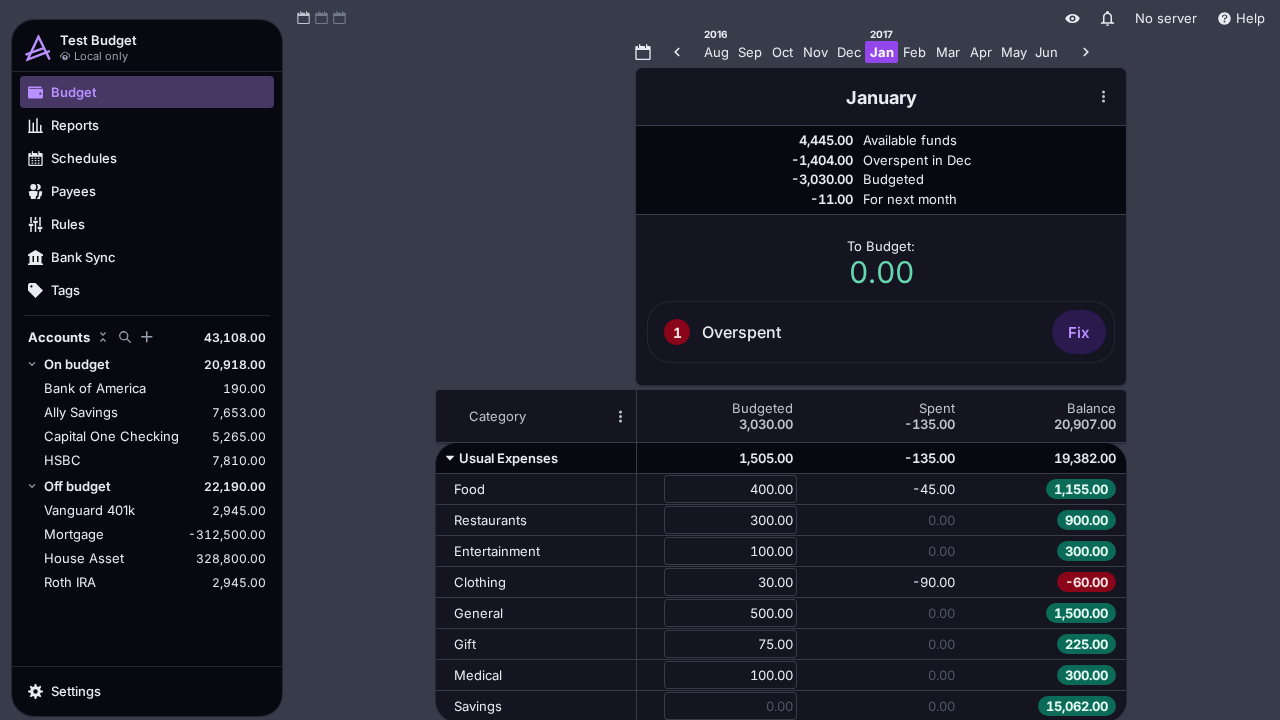 Test Budget
Local only
Budget
Reports
Schedules
Payees
Rules
Bank Sync
Tags
Accounts 43,108.00
On budget 20,918.00
Bank of America 190.00
Ally Savings 7,653.00
Capital One Checking 5,265.00
HSBC 7,810.00
Off budget 22,190.00
Vanguard 401k 2,945.00
Mortgage -312,500.00
House Asset 328,800.00
Roth IRA 2,945.00
Settings
No server Help
2016 2017
Aug Sep Oct Nov Dec Jan Feb Mar Apr May Jun
January
4,445.00 Available funds
-1,404.00 Overspent in Dec
-3,030.00 Budgeted
-11.00 For next month
To Budget:
0.00
1 Overspent Fix
Category Budgeted Spent Balance
3,030.00 -135.00 20,907.00
Usual Expenses 1,505.00 -135.00 19,382.00
Food 400.00 -45.00 1,155.00
Restaurants 300.00 0.00 900.00
Entertainment 100.00 0.00 300.00
Clothing 30.00 -90.00 -60.00
General 500.00 0.00 1,500.00
Gift 75.00 0.00 225.00
Medical 100.00 0.00 300.00
Savings 0.00 0.00 15,062.00